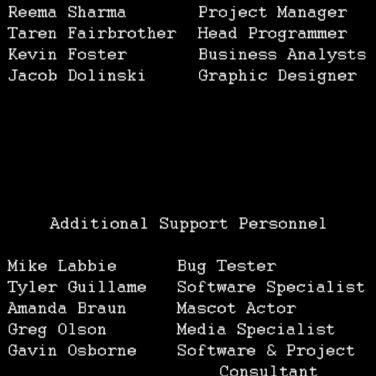 Reema Sharma Project Manager
Taren Fairbrother Head Programmer
Kevin Foster Business Analysts
Jacob Dolinski Graphic Designer
Additional Support Personnel
Mike Labbie Bug Tester
Tyler Guillame Software Specialist
Amanda Braun Mascot Actor
Greg Olson Media Specialist
Gavin Osborne Software & Project
Consultant